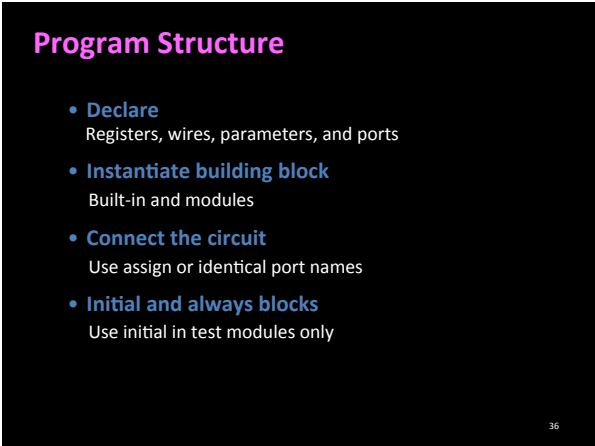 Program Structure
• Declare
Registers, wires, parameters, and ports
• Instantiate building block
Built-in and modules
• Connect the circuit
Use assign or identical port names
• Initial and always blocks
Use initial in test modules only
36